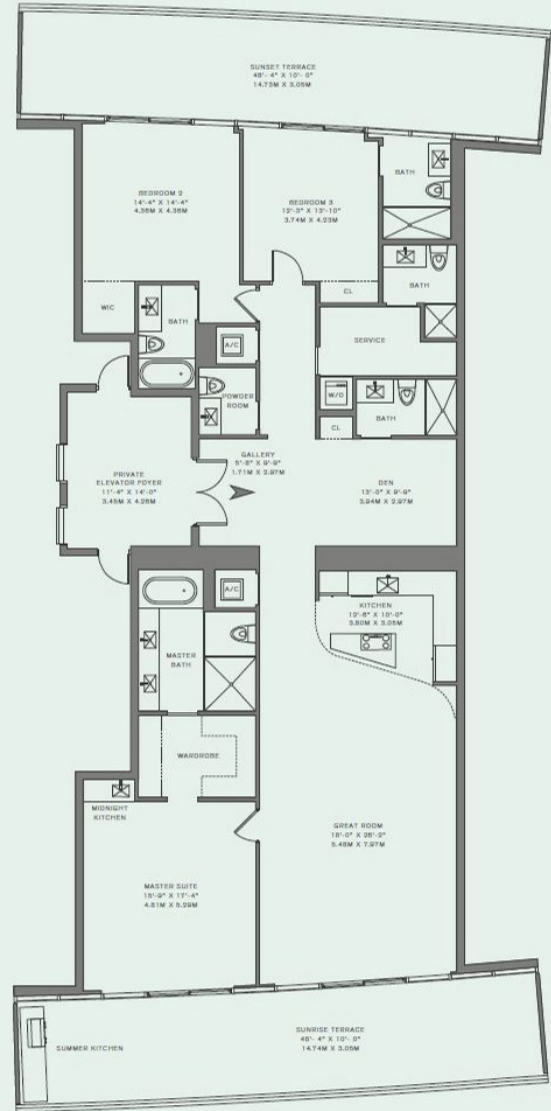 SUNSET TERRACE
48'- 4" X 10'- 0"
14.73M X 3.05M
BEDROOM 2
14'-4" X 14'-4"
4.36M X 4.36M
BEDROOM 3
12'-3" X 13'-10"
3.74M X 4.23M
BATH
BATH
WIC
BATH
CL
A/C
SERVICE
POWDER
ROOM
W/D
BATH
CL
GALLERY
5'-8" X 9'-9"
1.71M X 2.97M
PRIVATE
ELEVATOR FOYER
11'-4" X 14'-0"
3.45M X 4.26M
DEN
13'-0" X 9'-9"
3.94M X 2.97M
A/C
KITCHEN
12'-6" X 10'-0"
3.80M X 3.05M
MASTER
BATH
WARDROBE
MIDNIGHT
KITCHEN
GREAT ROOM
18'-0" X 26'-2"
5.48M X 7.97M
MASTER SUITE
15'-9" X 17'-4"
4.81M X 5.29M
SUMMER KITCHEN
SUNRISE TERRACE
48'- 4" X 10'- 0"
14.74M X 3.05M